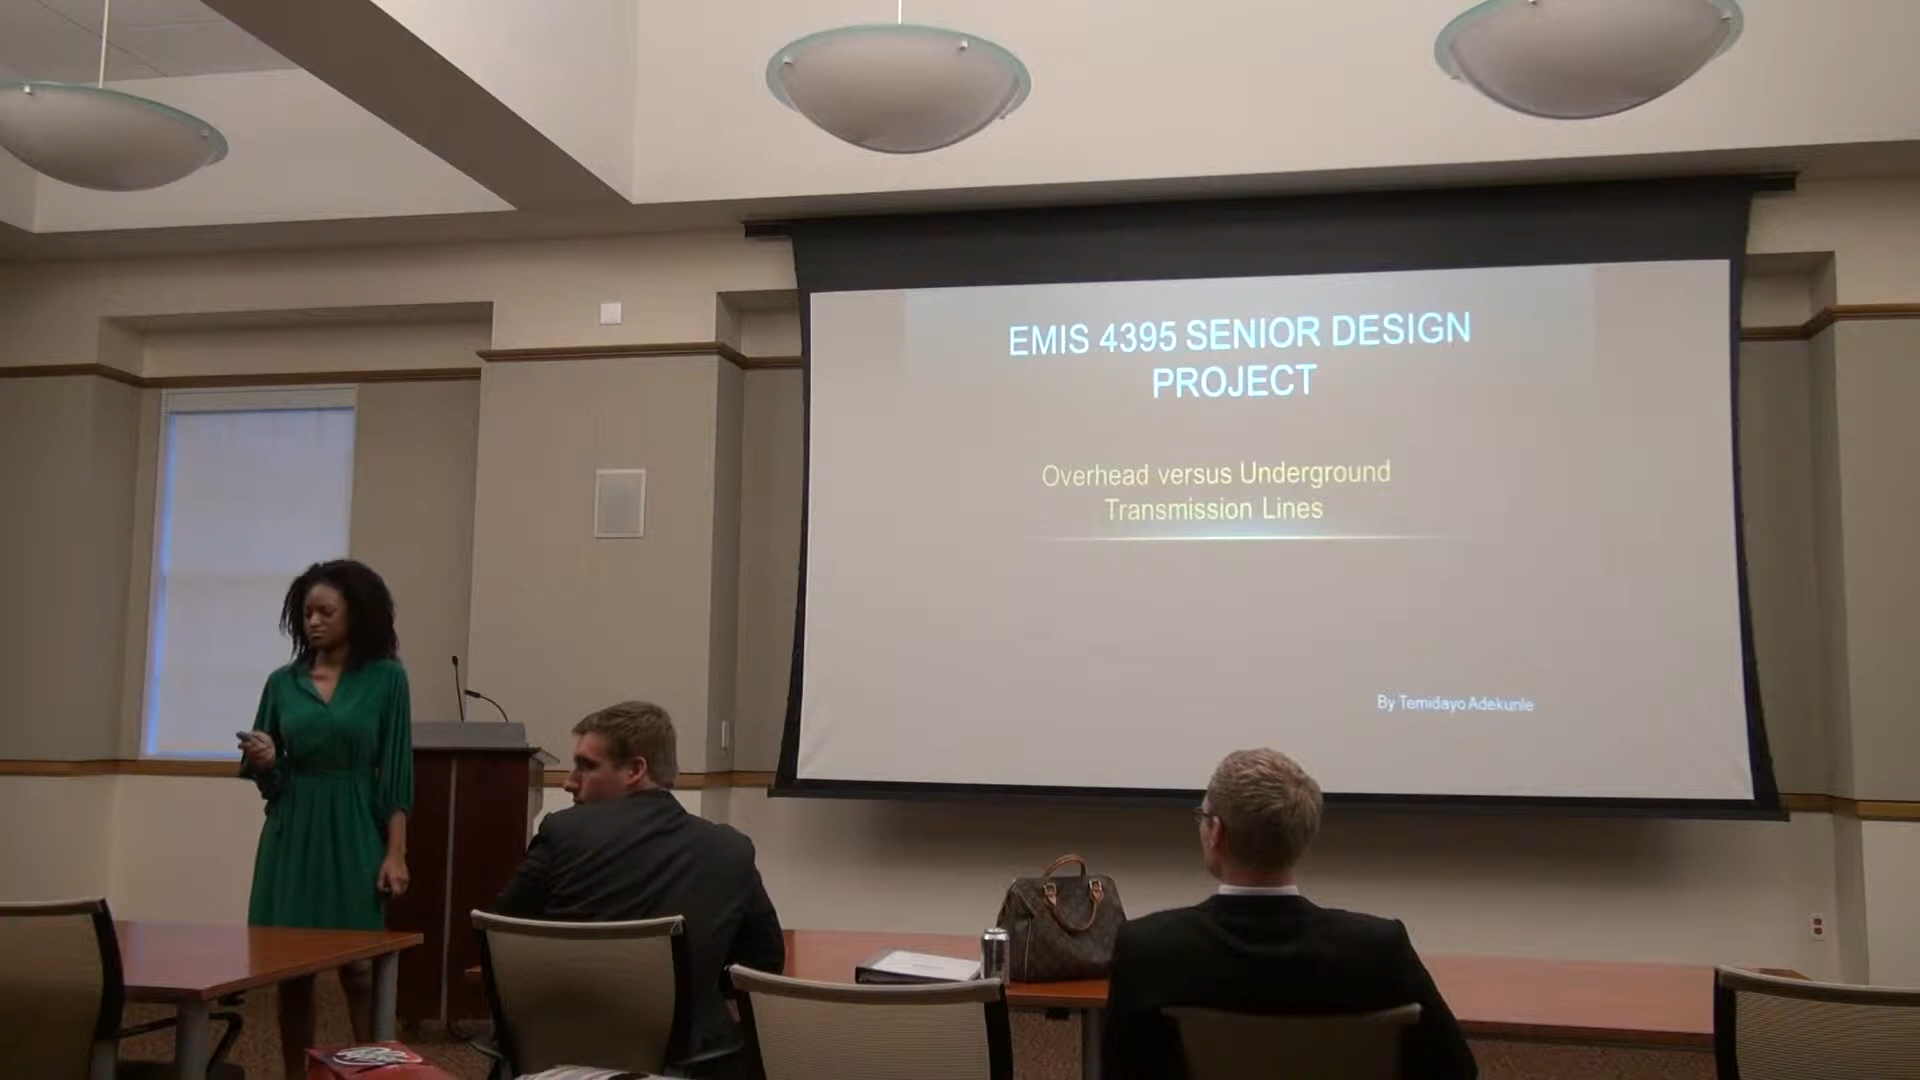 EMIS 4395 SENIOR DESIGN
PROJECT
Overhead versus Underground
Transmission Lines
By Temidayo Adekunle